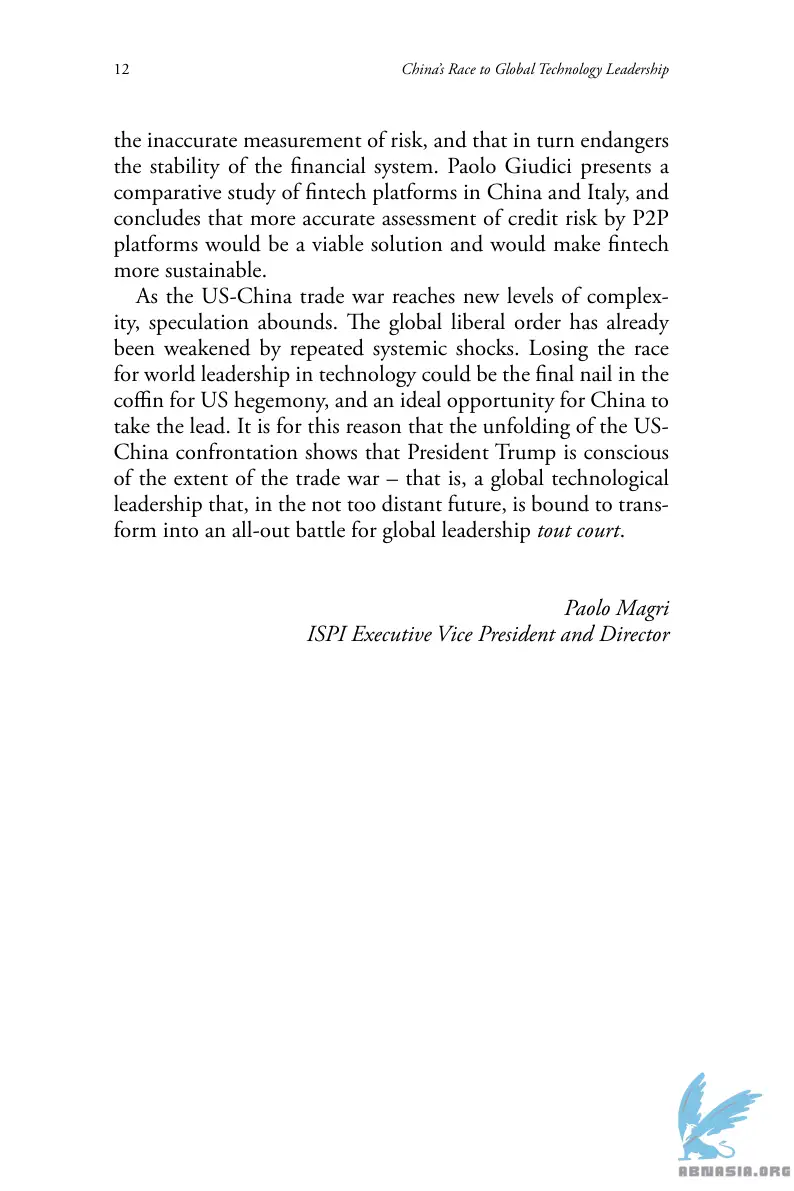 12
China's Race to Global Technology Leadership
the inaccurate measurement of risk, and that in turn endangers
the stability of the financial system. Paolo Giudici presents a
comparative study of fintech platforms in China and Italy, and
concludes that more accurate assessment of credit risk by P2P
platforms would be a viable solution and would make fintech
more sustainable.
As the US-China trade war reaches new levels of complex-
ity, speculation abounds. The global liberal order has already
been weakened by repeated systemic shocks. Losing the race
for world leadership in technology could be the final nail in the
coffin for US hegemony, and an ideal opportunity for China to
take the lead. It is for this reason that the unfolding of the US-
China confrontation shows that President Trump is conscious
of the extent of the trade war – that is, a global technological
leadership that, in the not too distant future, is bound to trans-
form into an all-out battle for global leadership tout court.
Paolo Magri
ISPI Executive Vice President and Director
ABNASIA.ORG